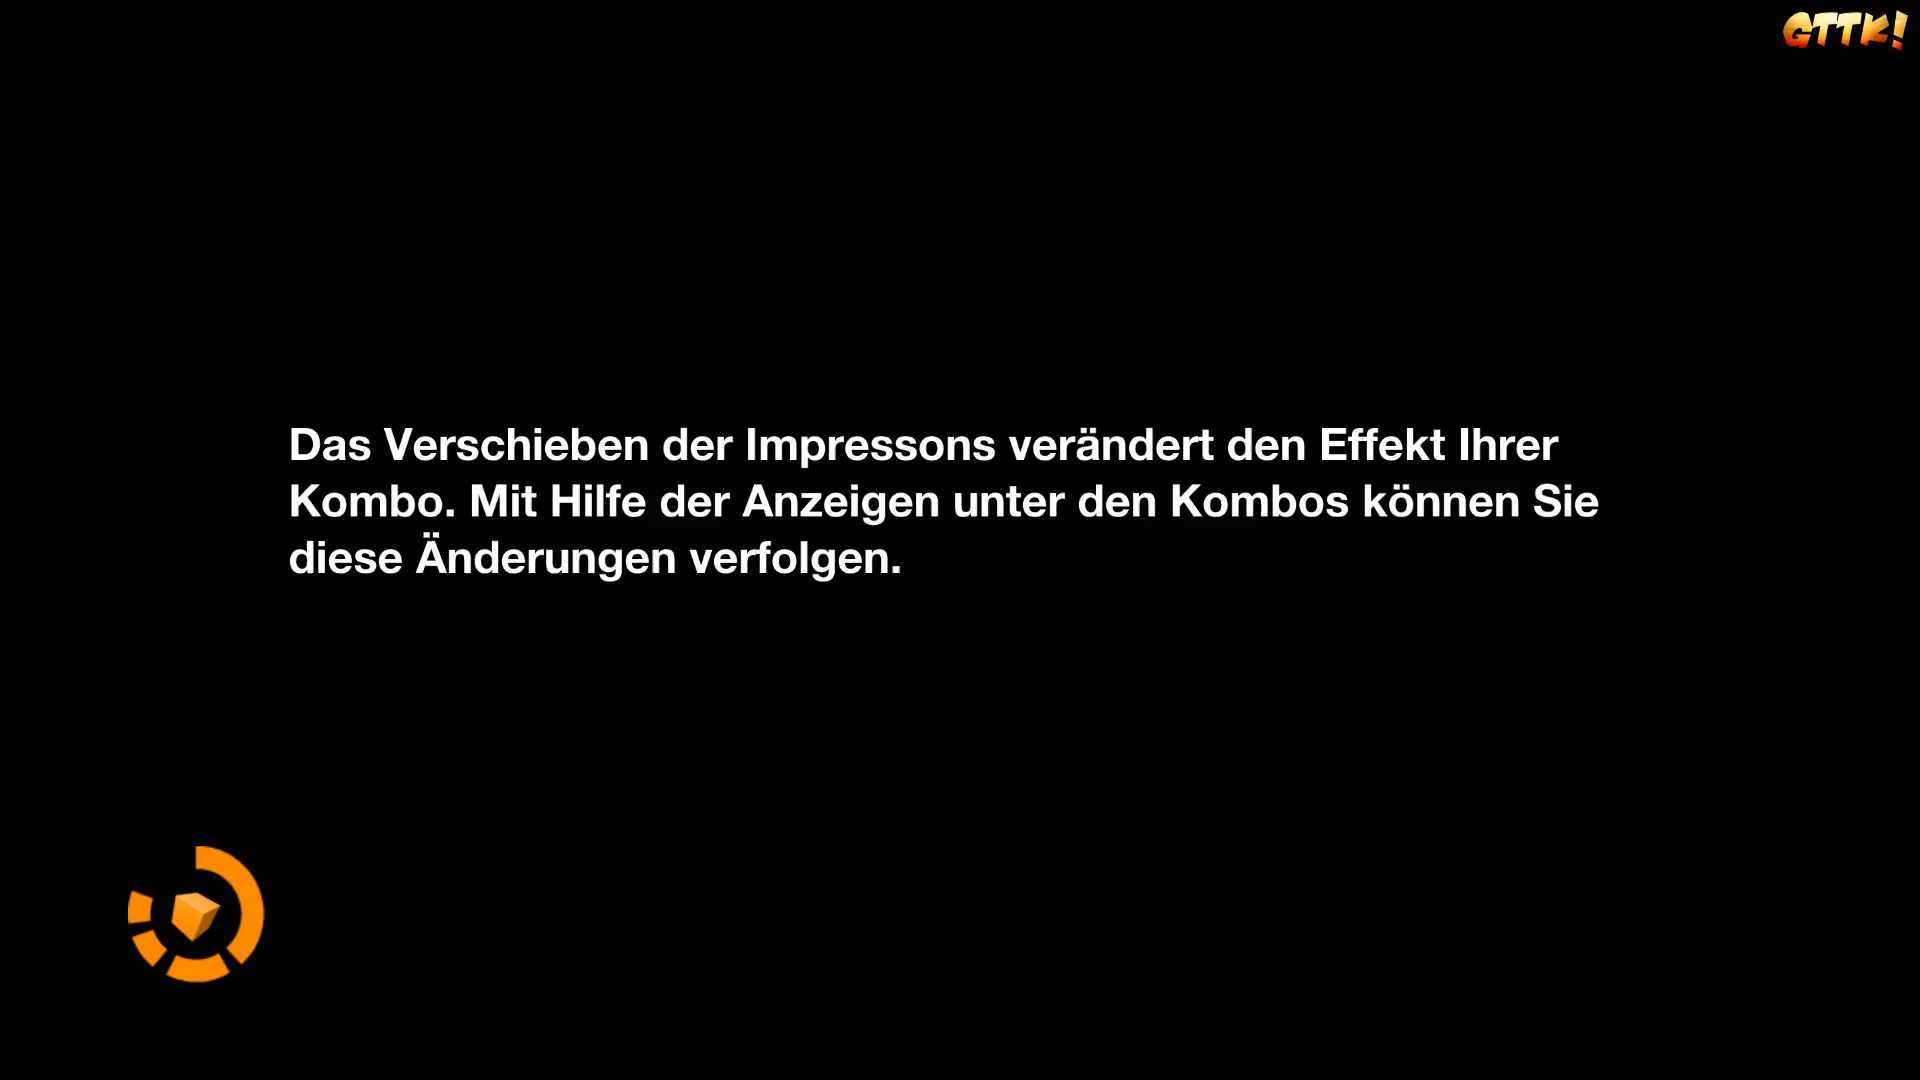 GTTK!
Das Verschieben der Impressons verändert den Effekt Ihrer
Kombo. Mit Hilfe der Anzeigen unter den Kombos können Sie
diese Änderungen verfolgen.